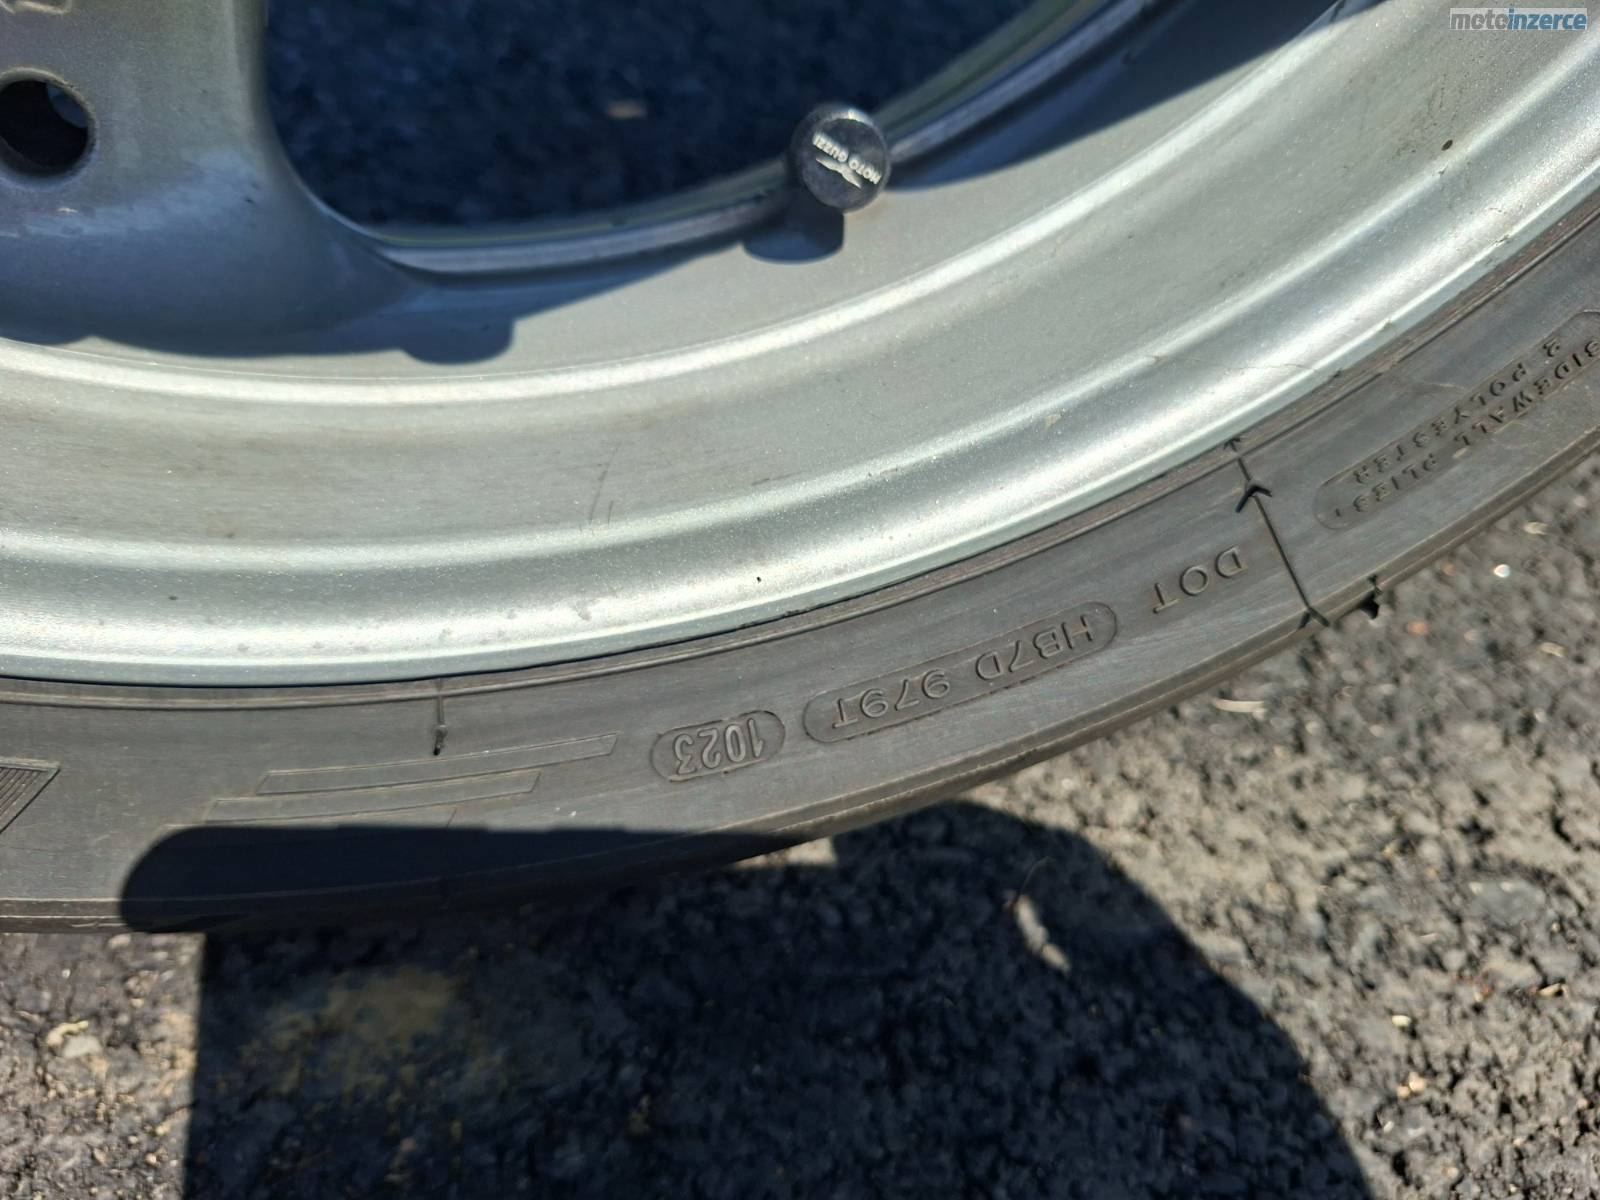 motoinzerce
MOTO GUZZI
SIDEWALL PLIES:
2 POLYESTER
DOT HB7D 979T 1023